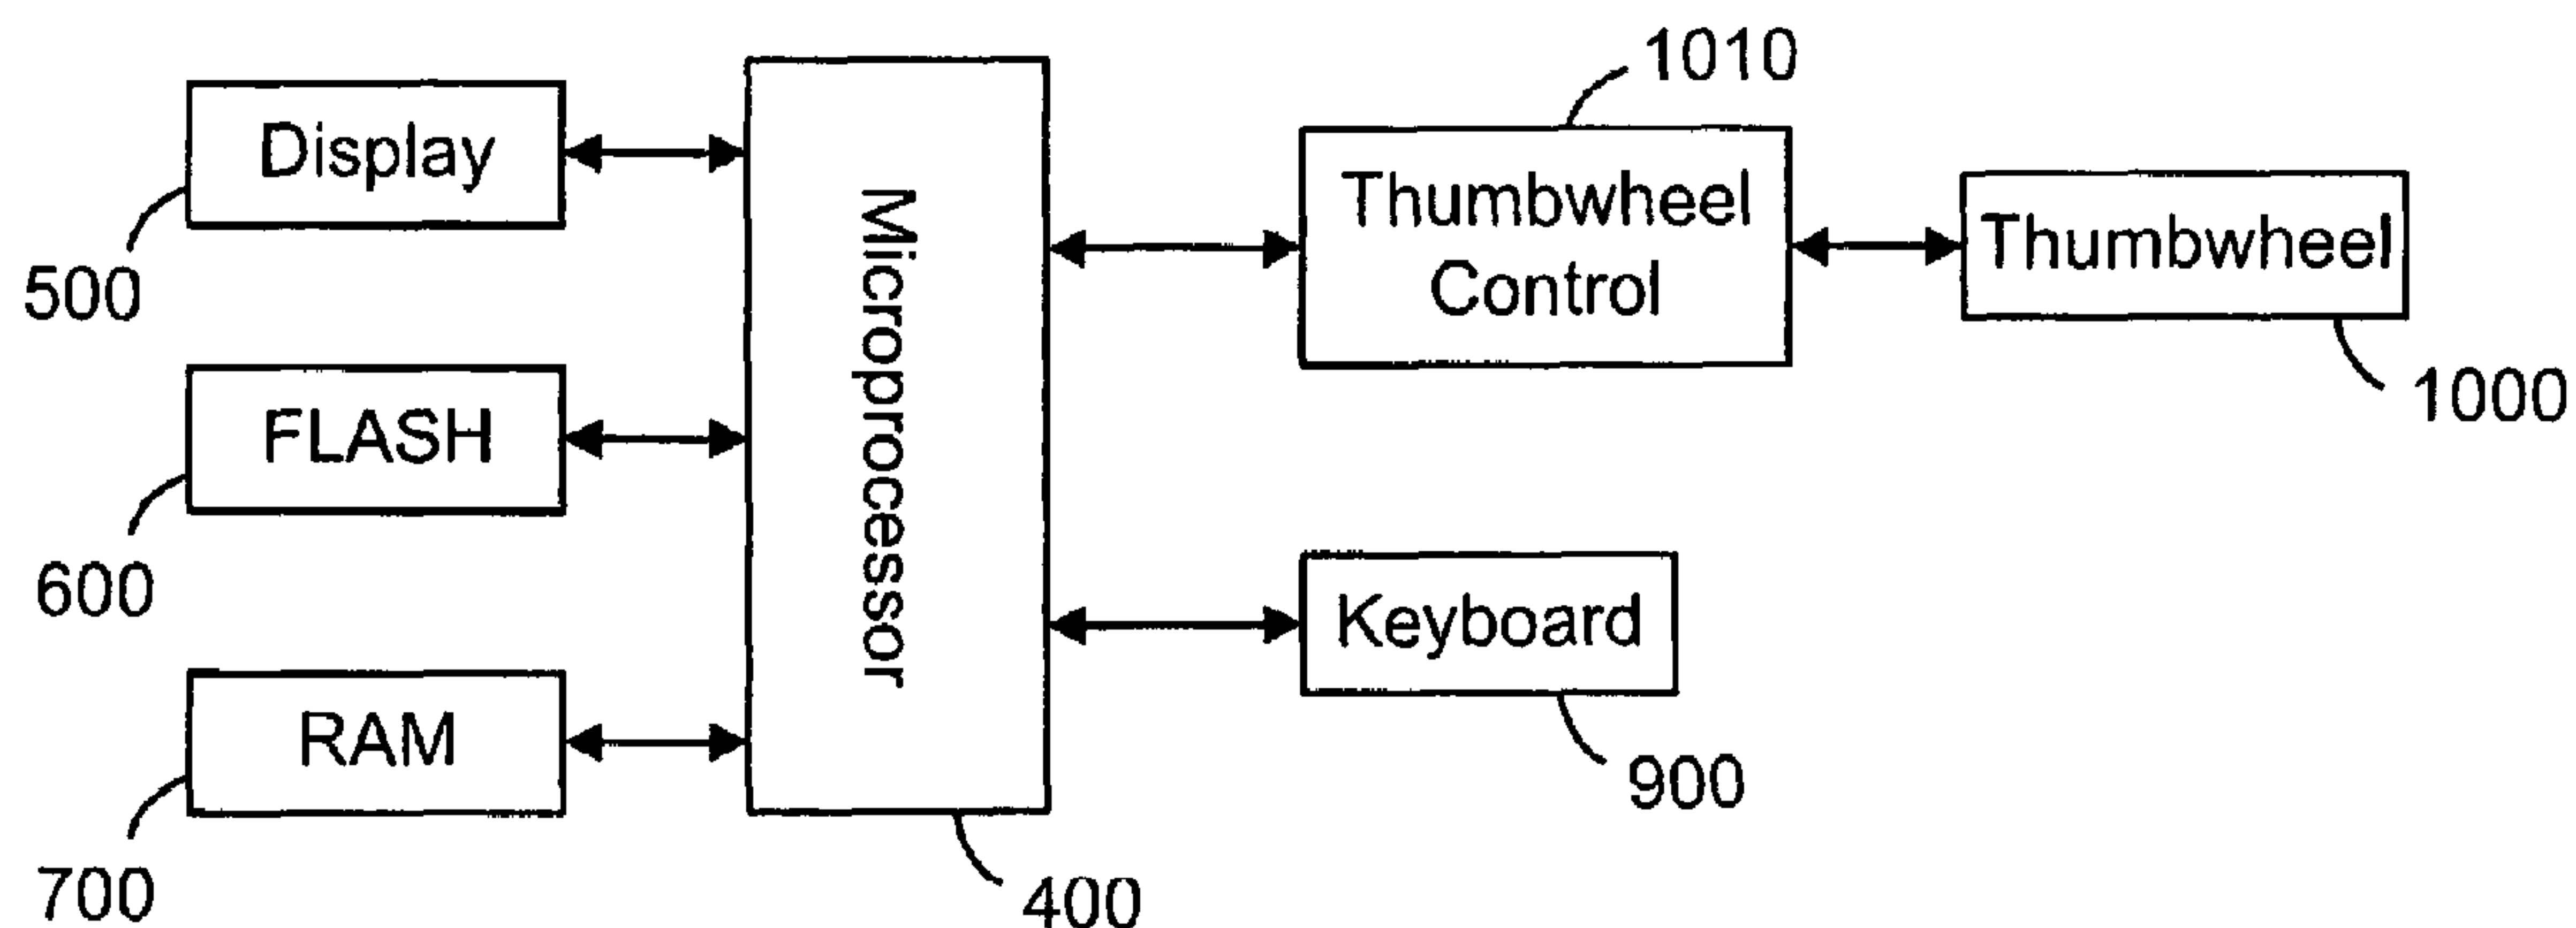 1010
Display
Thumbwheel
Control
Thumbwheel
500
Microprocessor
1000
FLASH
600
Keyboard
RAM
900
700
400